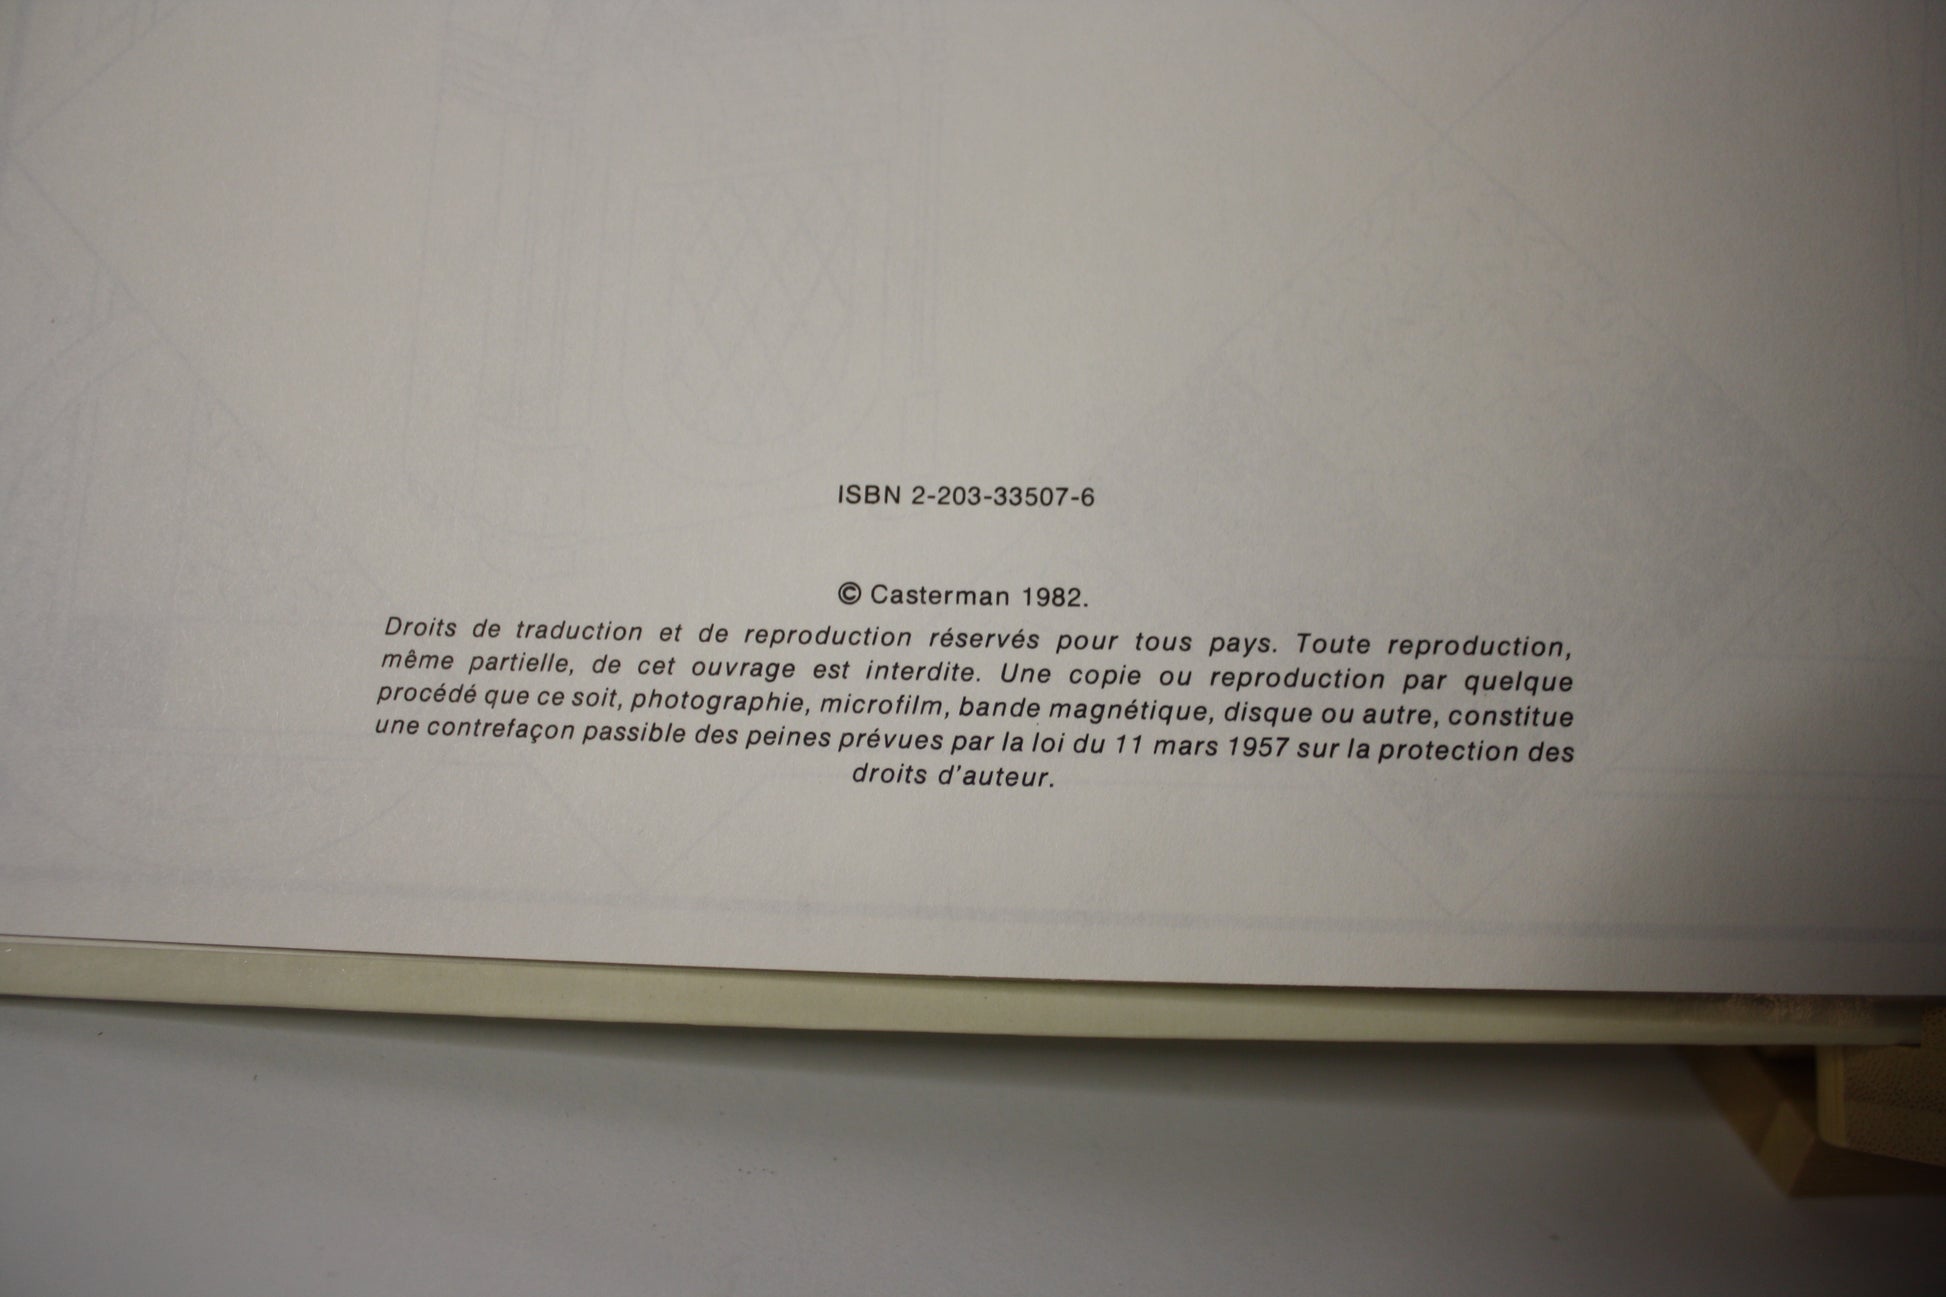 ISBN 2-203-33507-6
© Casterman 1982.
Droits de traduction et de reproduction réservés pour tous pays. Toute reproduction,
même partielle, de cet ouvrage est interdite. Une copie ou reproduction par quelque
procédé que ce soit, photographie, microfilm, bande magnétique, disque ou autre, constitue
une contrefaçon passible des peines prévues par la loi du 11 mars 1957 sur la protection des
droits d'auteur.